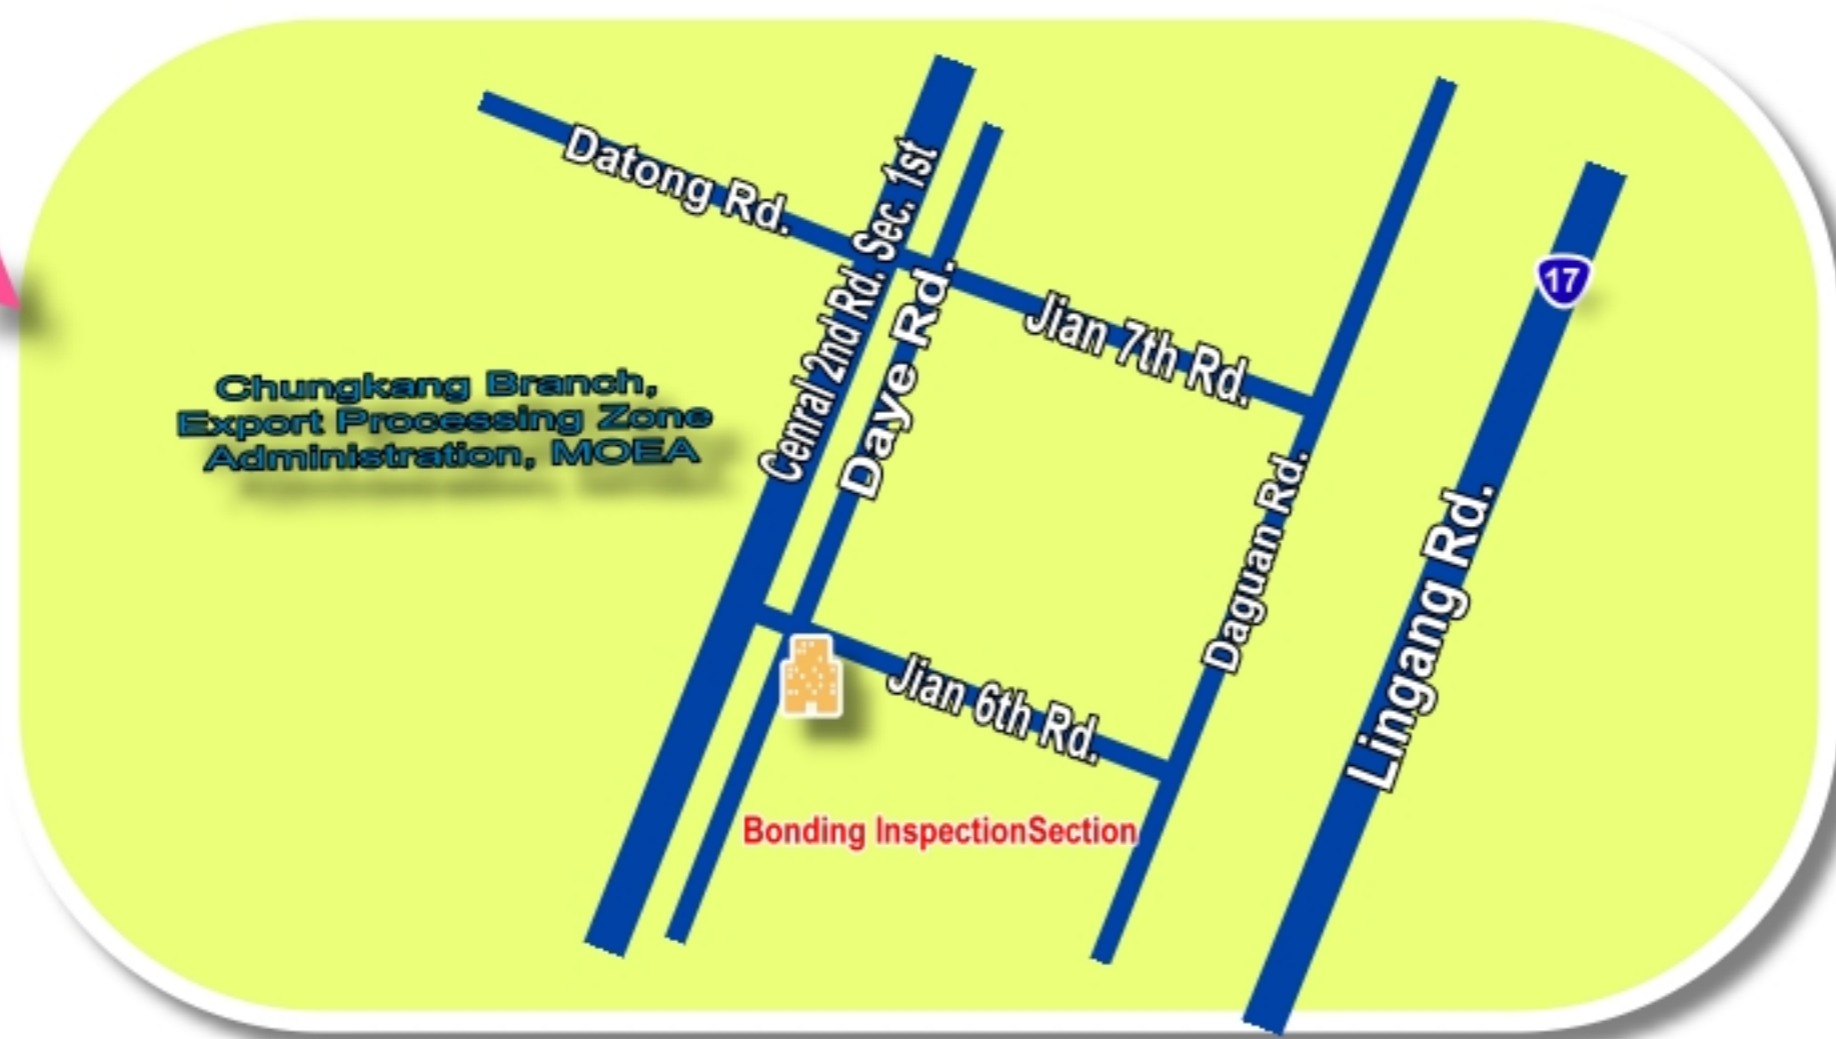 Datong Rd.
Cenral 2nd Rd. Sec. 1st
Daye Rd.
Jian 7th Rd.
17
Chungkang Branch,
Export Processing Zone
Administration, MOEA
Daguan Rd.
Lingang Rd.
Jian 6th Rd.
Bonding InspectionSection